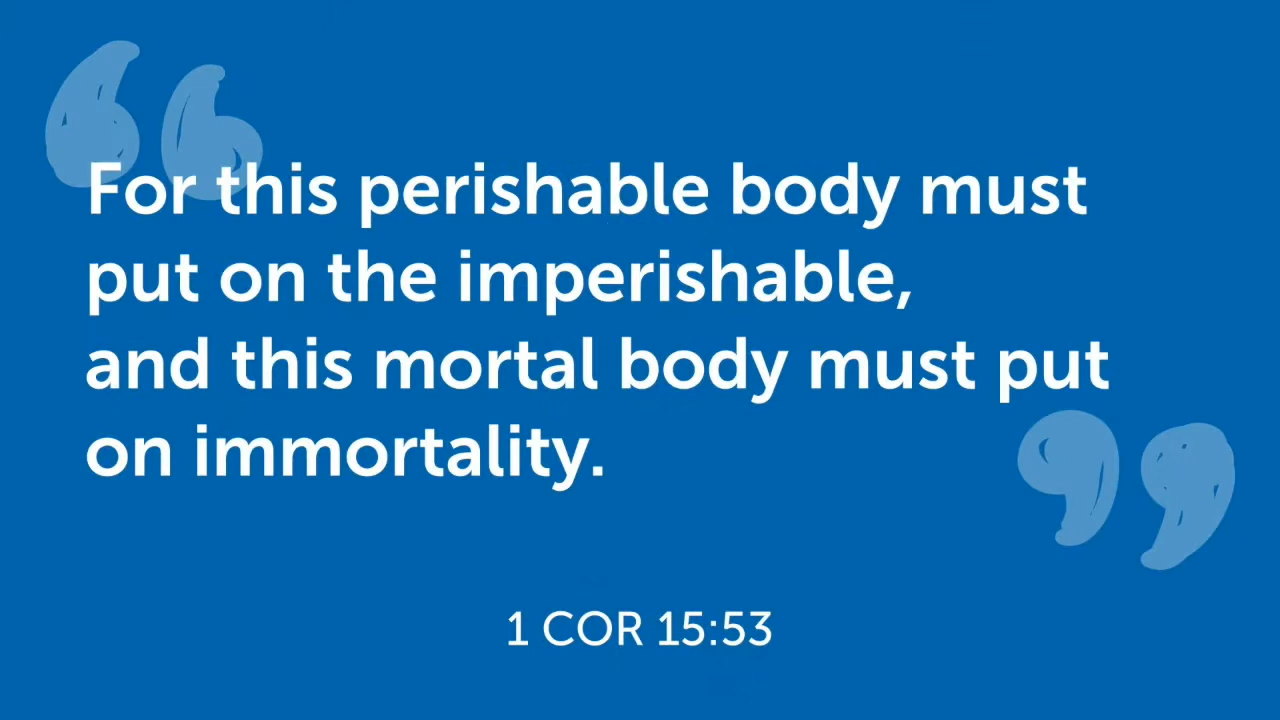 For this perishable body must
put on the imperishable,
and this mortal body must put
on immortality.
1 COR 15:53